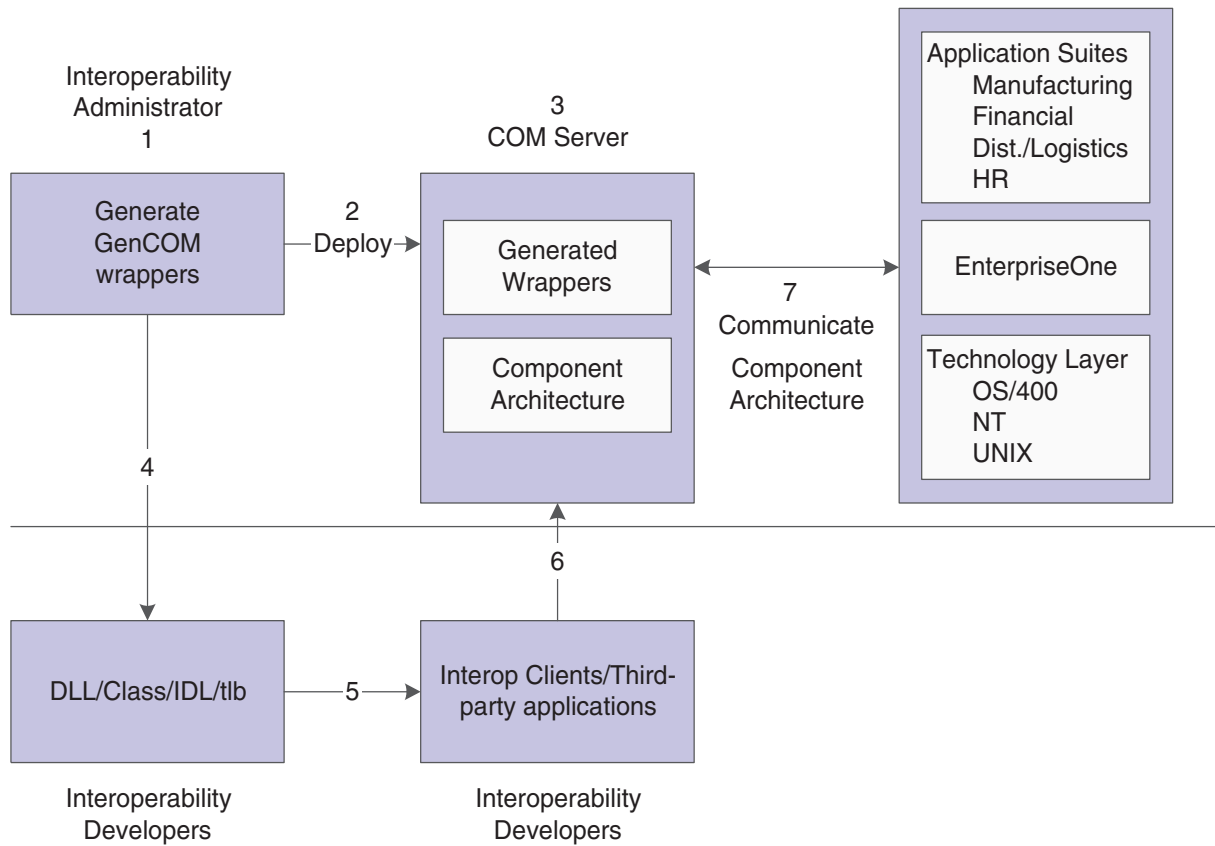 Interoperability
Administrator
1
Generate
GenCOM
wrappers
2
Deploy
3
COM Server
Generated
Wrappers
Component
Architecture
7
Communicate
Component
Architecture
Application Suites
Manufacturing
Financial
Dist./Logistics
HR
EnterpriseOne
Technology Layer
OS/400
NT
UNIX
4
6
DLL/Class/IDL/tlb
5
Interop Clients/Third-
party applications
Interoperability
Developers
Interoperability
Developers